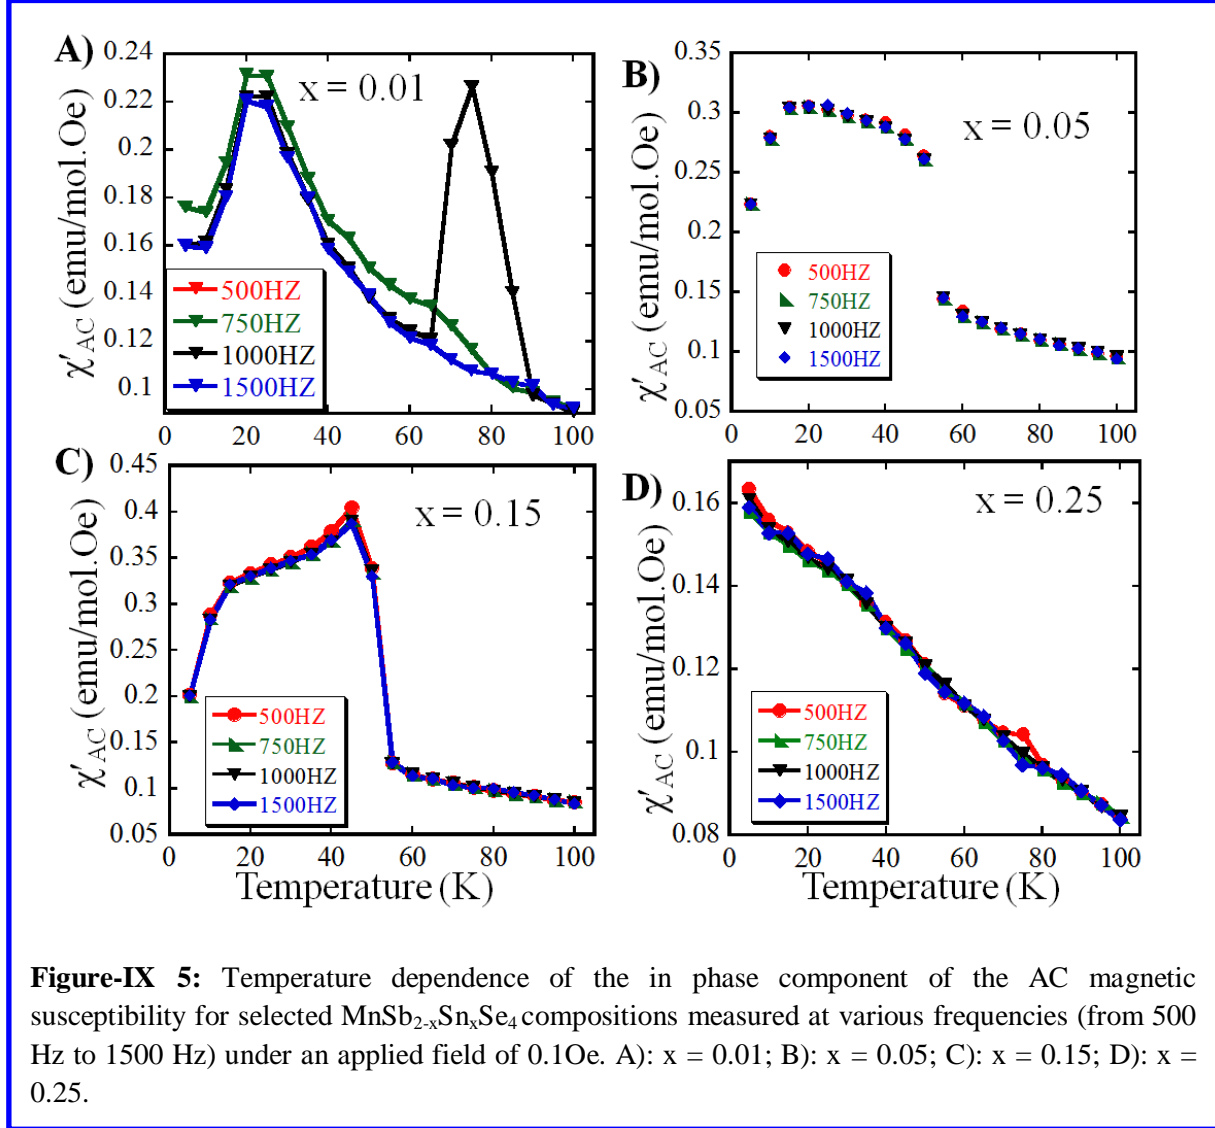 A)
x = 0.01
χ′AC (emu/mol.Oe)
0.24
0.22
0.2
0.18
0.16
0.14
0.12
0.1
0 20 40 60 80 100
500HZ
750HZ
1000HZ
1500HZ
B)
x = 0.05
χ′AC (emu/mol.Oe)
0.35
0.3
0.25
0.2
0.15
0.1
0.05
0 20 40 60 80 100
500HZ
750HZ
1000HZ
1500HZ
C)
x = 0.15
χ′AC (emu/mol.Oe)
0.45
0.4
0.35
0.3
0.25
0.2
0.15
0.1
0.05
0 20 40 60 80 100
Temperature (K)
500HZ
750HZ
1000HZ
1500HZ
D)
x = 0.25
χ′AC (emu/mol.Oe)
0.16
0.14
0.12
0.1
0.08
0 20 40 60 80 100
Temperature (K)
500HZ
750HZ
1000HZ
1500HZ
Figure-IX 5: Temperature dependence of the in phase component of the AC magnetic
susceptibility for selected MnSb2-xSnxSe4 compositions measured at various frequencies (from 500
Hz to 1500 Hz) under an applied field of 0.1Oe. A): x = 0.01; B): x = 0.05; C): x = 0.15; D): x =
0.25.